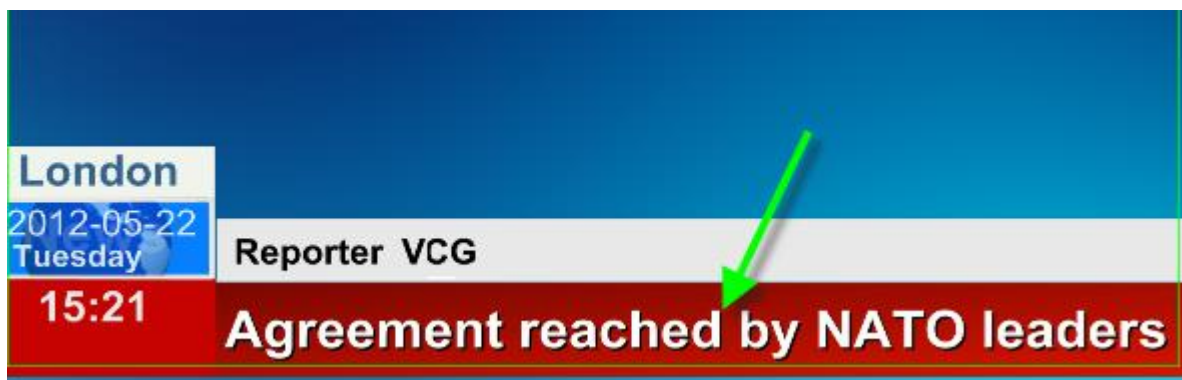 London
2012-05-22
Tuesday
Reporter VCG
15:21
Agreement reached by NATO leaders